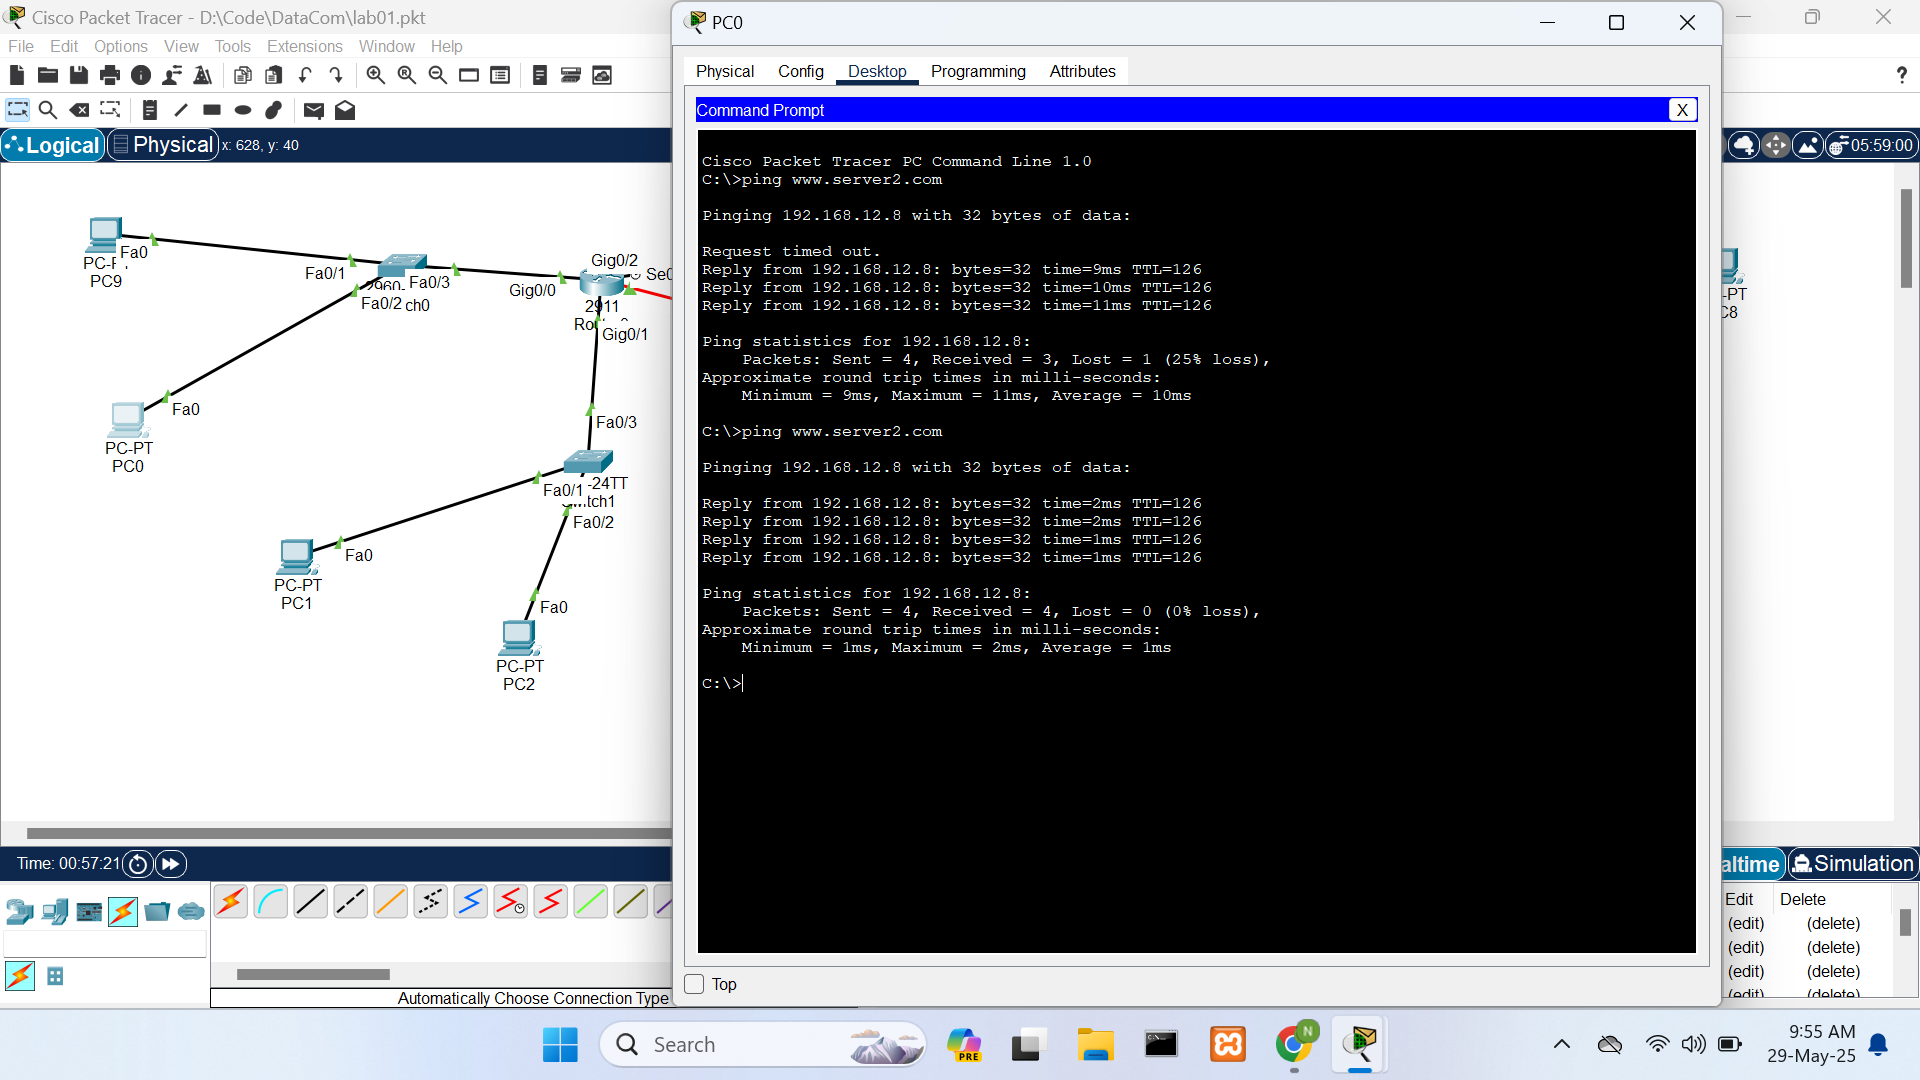 Cisco Packet Tracer - D:\Code\DataCom\lab01.pkt
File Edit Options View Tools Extensions Window Help
?
Logical Physical x: 628, y: 40
05:59:00
PC9
Fa0
Fa0/1
Fa0/3
Fa0/2 ch0
Gig0/0
Gig0/2
2911
Gig0/1
Fa0
PC-PT
PC0
Fa0/3
-24TT
Fa0/1
Fa0/2
Fa0
PC-PT
PC1
Fa0
PC-PT
PC2
-PT
Time: 00:57:21
Automatically Choose Connection Type
PC0
Physical Config Desktop Programming Attributes
Command Prompt
X
Cisco Packet Tracer PC Command Line 1.0
C:\>ping www.server2.com
Pinging 192.168.12.8 with 32 bytes of data:
Request timed out.
Reply from 192.168.12.8: bytes=32 time=9ms TTL=126
Reply from 192.168.12.8: bytes=32 time=10ms TTL=126
Reply from 192.168.12.8: bytes=32 time=11ms TTL=126
Ping statistics for 192.168.12.8:
Packets: Sent = 4, Received = 3, Lost = 1 (25% loss),
Approximate round trip times in milli-seconds:
Minimum = 9ms, Maximum = 11ms, Average = 10ms
C:\>ping www.server2.com
Pinging 192.168.12.8 with 32 bytes of data:
Reply from 192.168.12.8: bytes=32 time=2ms TTL=126
Reply from 192.168.12.8: bytes=32 time=2ms TTL=126
Reply from 192.168.12.8: bytes=32 time=1ms TTL=126
Reply from 192.168.12.8: bytes=32 time=1ms TTL=126
Ping statistics for 192.168.12.8:
Packets: Sent = 4, Received = 4, Lost = 0 (0% loss),
Approximate round trip times in milli-seconds:
Minimum = 1ms, Maximum = 2ms, Average = 1ms
C:\>
Top
altime Simulation
Edit Delete
(edit) (delete)
(edit) (delete)
(edit) (delete)
(edit) (delete)
Search
PRE
N
9:55 AM
29-May-25